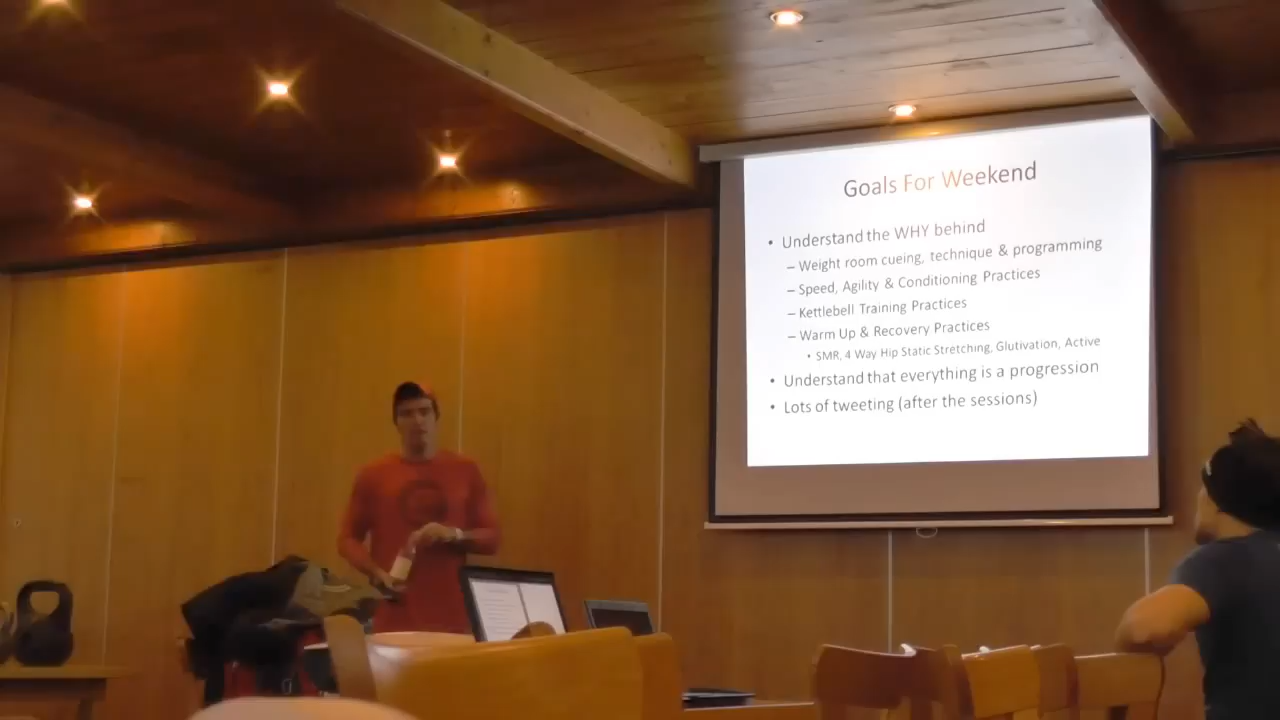 Goals For Weekend
• Understand the WHY behind
– Weight room cueing, technique & programming
– Speed, Agility & Conditioning Practices
– Kettlebell Training Practices
– Warm Up & Recovery Practices
• SMR, 4 Way Hip Static Stretching, Glutivation, Active
• Understand that everything is a progression
• Lots of tweeting (after the sessions)